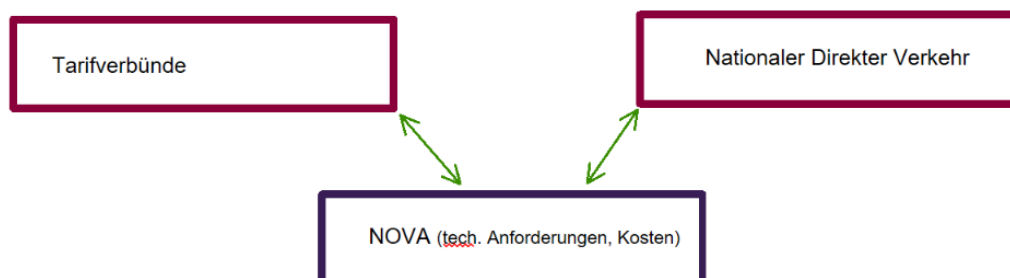 Tarifverbünde
Nationaler Direkter Verkehr
NOVA (tech. Anforderungen, Kosten)